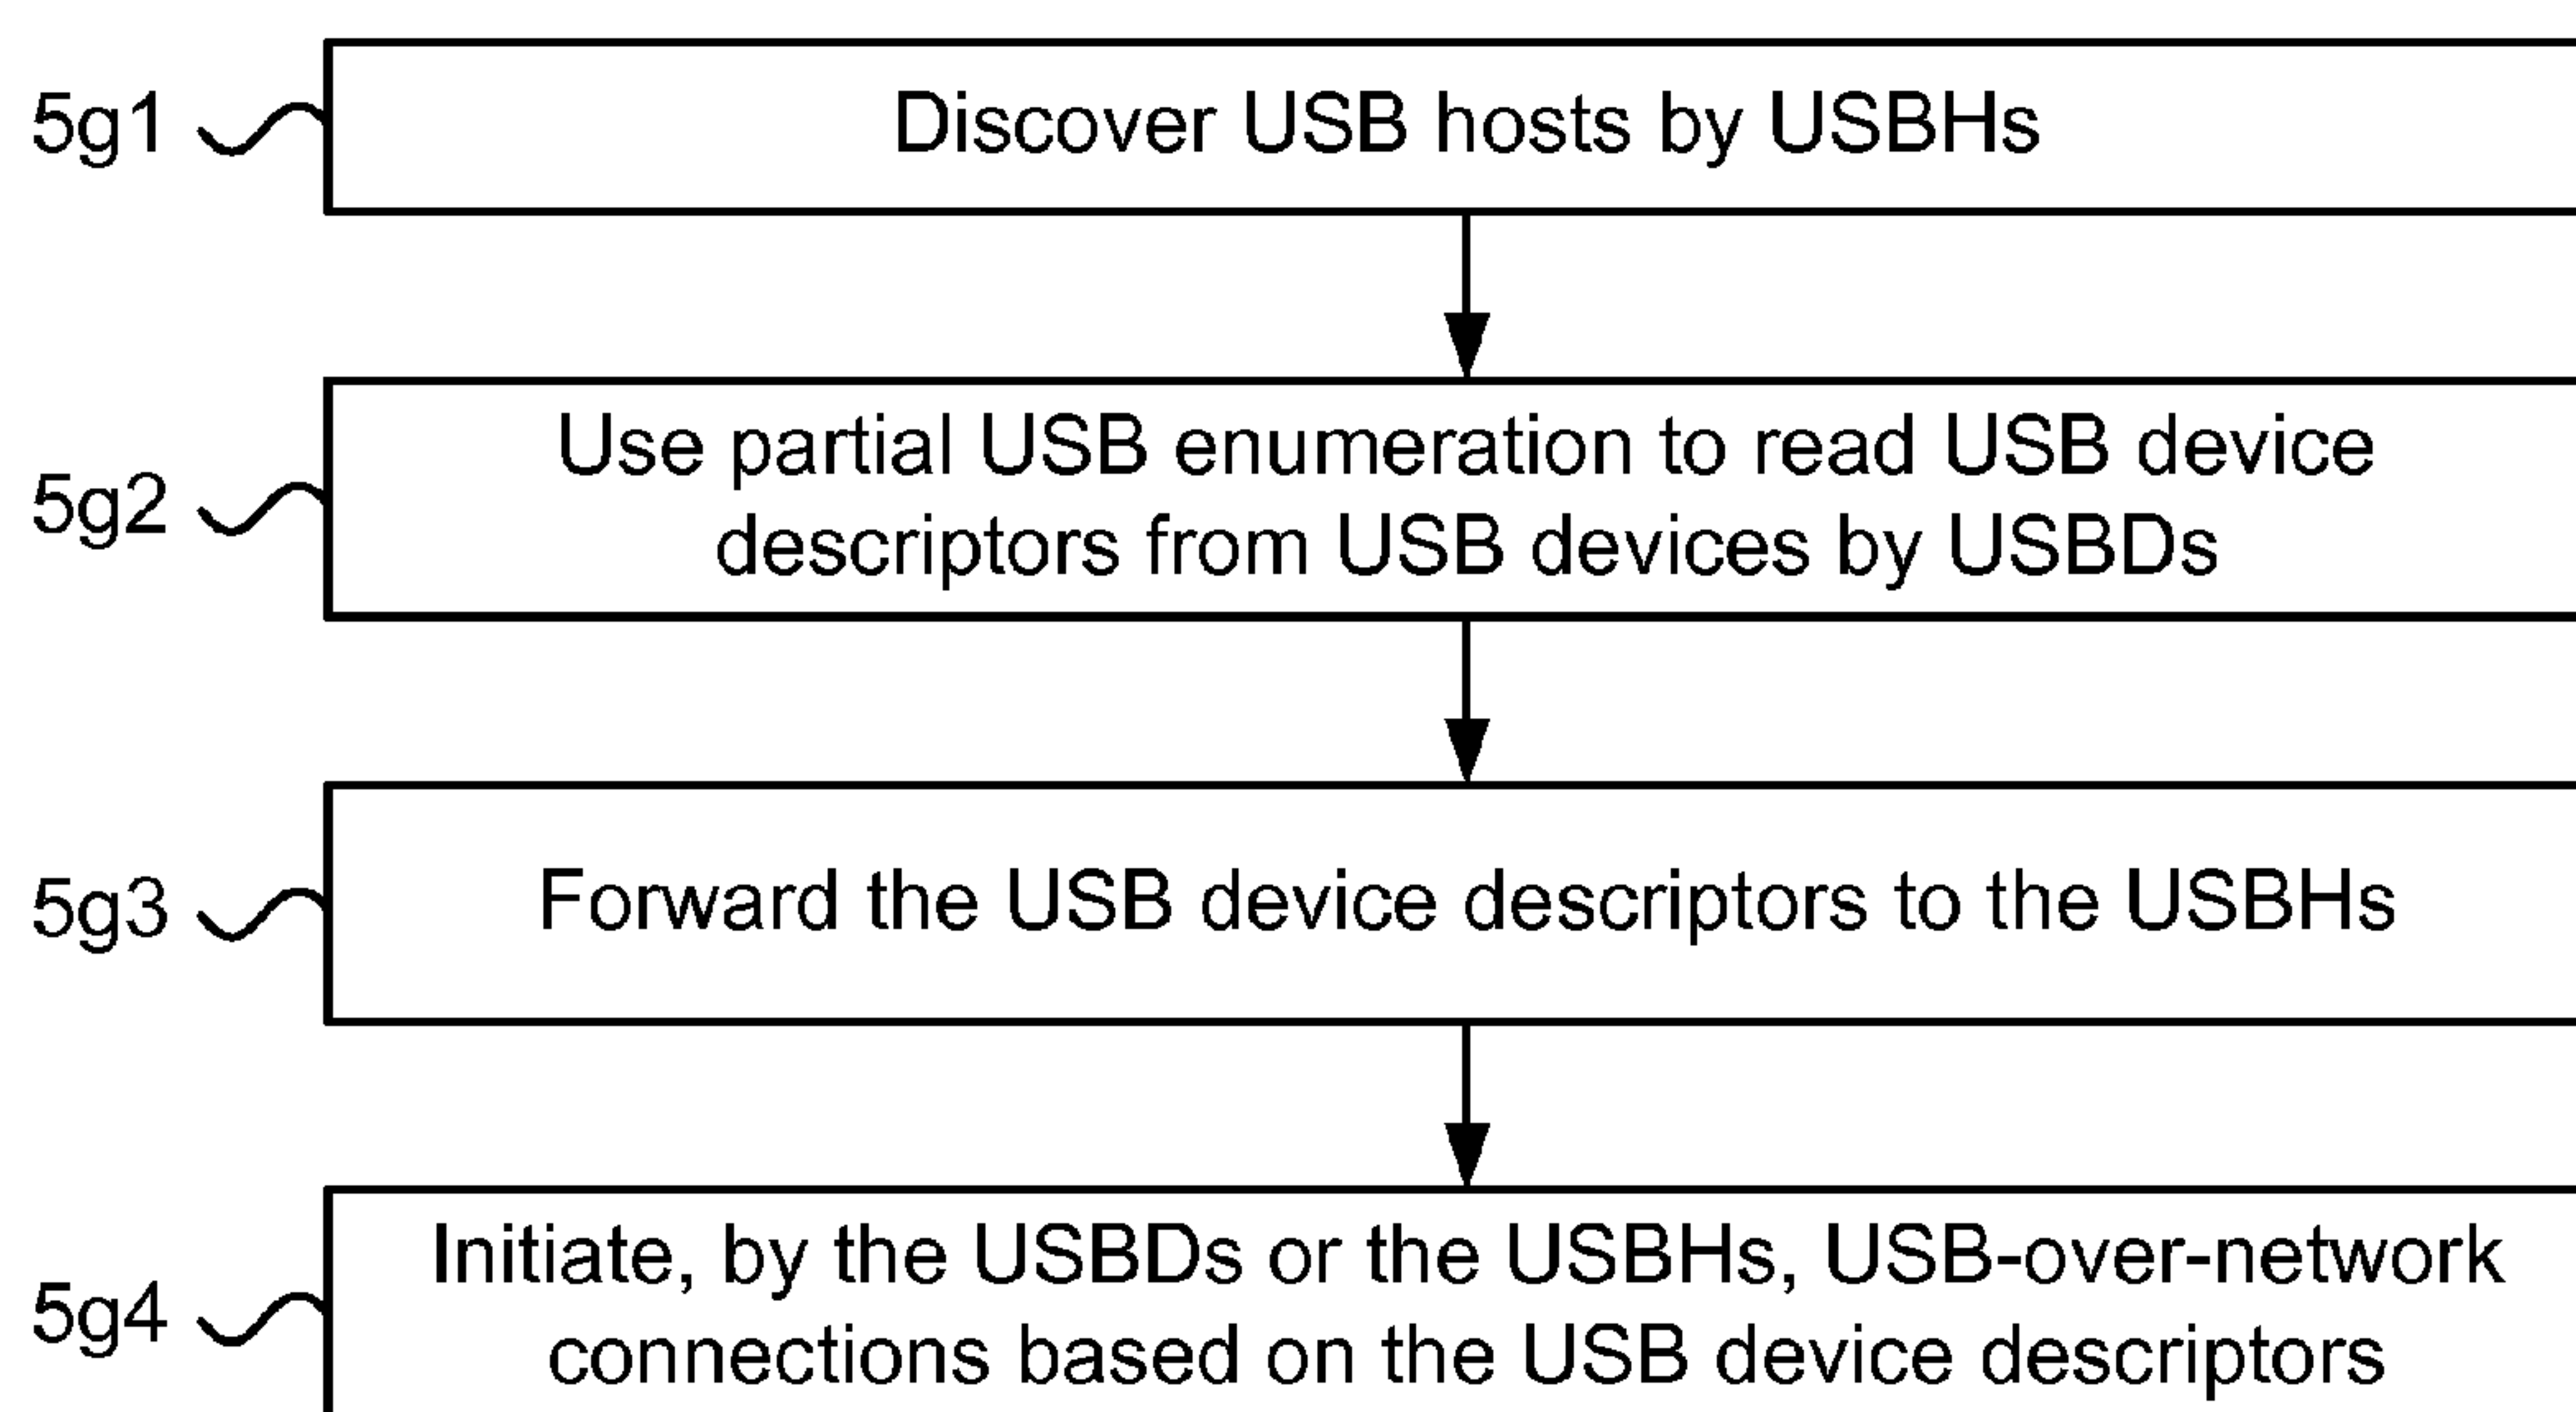 5g1
Discover USB hosts by USBHs
5g2
Use partial USB enumeration to read USB device
descriptors from USB devices by USBDs
5g3
Forward the USB device descriptors to the USBHs
5g4
Initiate, by the USBDs or the USBHs, USB-over-network
connections based on the USB device descriptors